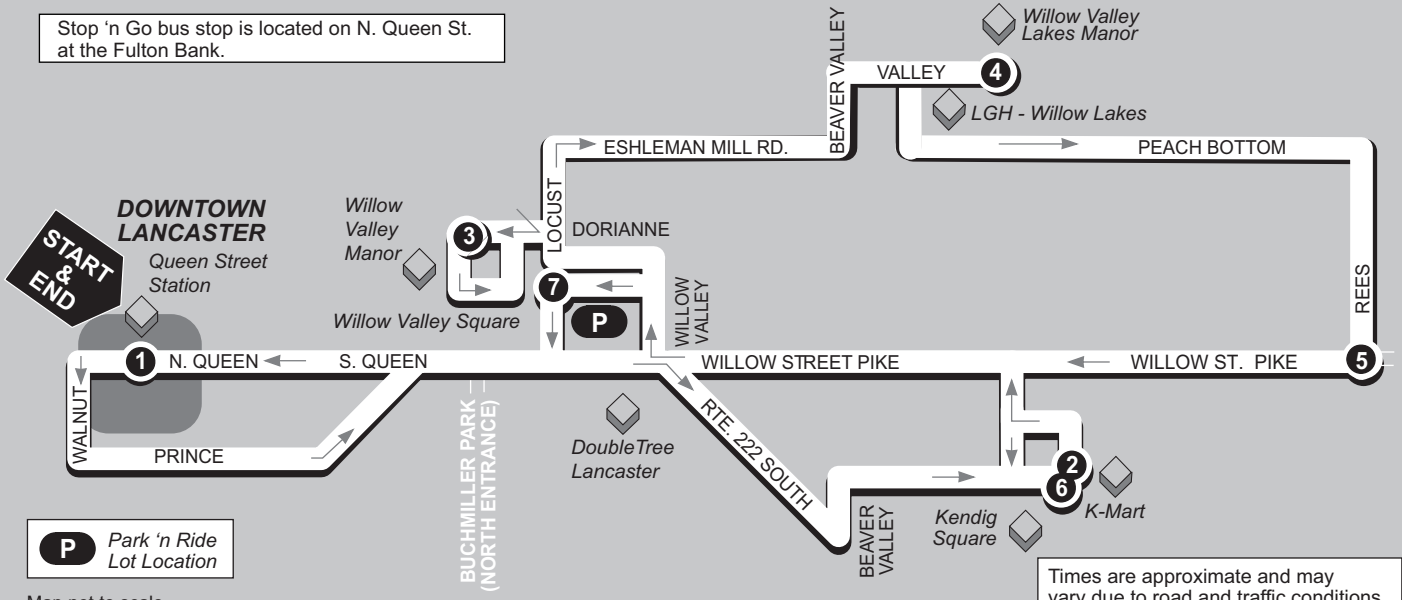 Stop ‘n Go bus stop is located on N. Queen St.
at the Fulton Bank.
Willow Valley
Lakes Manor
BEAVER VALLEY
VALLEY
4
LGH - Willow Lakes
ESHLEMAN MILL RD.
PEACH BOTTOM
LOCUST
DORIANNE
Willow
Valley
Manor
3
DOWNTOWN
LANCASTER
Queen Street
Station
START
&
END
7
P
Willow Valley Square
WILLOW
VALLEY
REES
1
N. QUEEN
S. QUEEN
WILLOW STREET PIKE
WILLOW ST. PIKE
5
WALNUT
PRINCE
BUCHMILLER PARK
(NORTH ENTRANCE)
DoubleTree
Lancaster
RTE. 222 SOUTH
BEAVER
VALLEY
2
6
K-Mart
Kendig
Square
P
Park ‘n Ride
Lot Location
Map not to scale
Times are approximate and may
vary due to road and traffic conditions